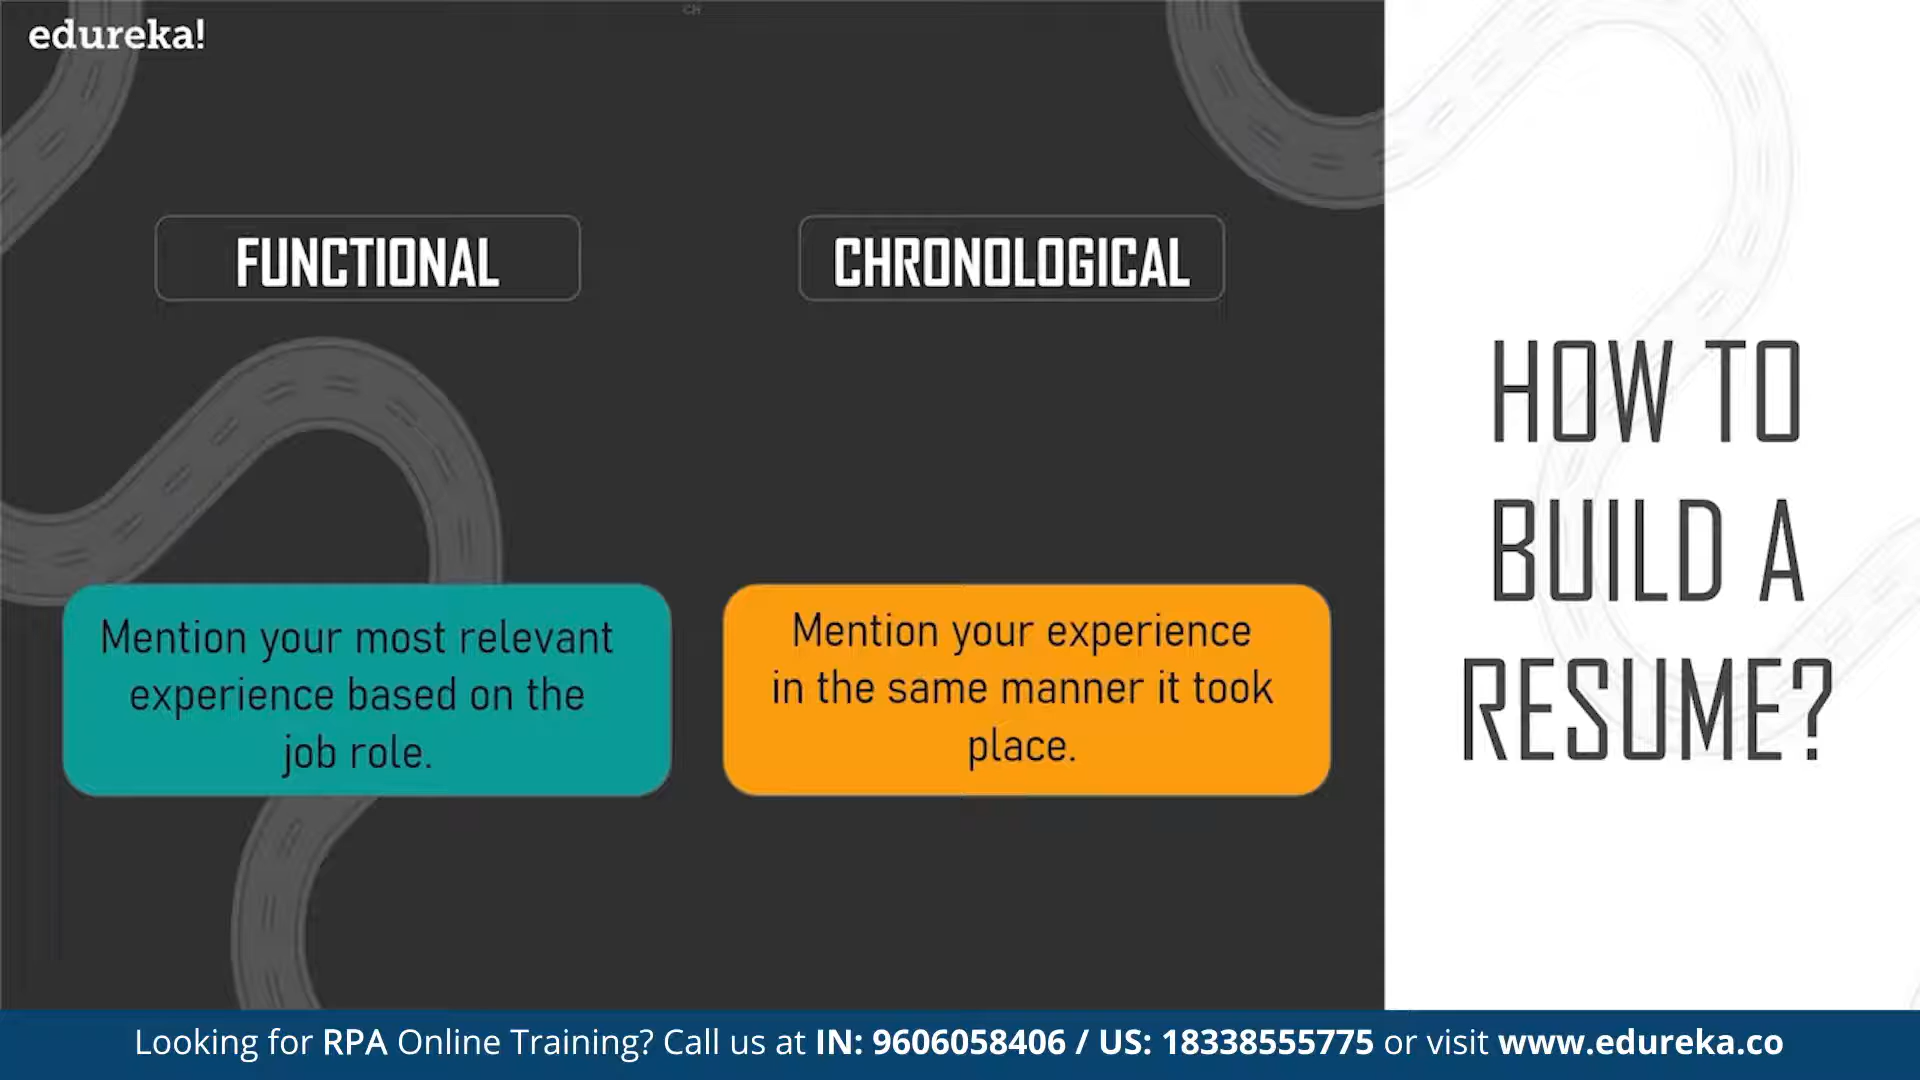 CH
edureka!
FUNCTIONAL
CHRONOLOGICAL
Mention your most relevant
experience based on the
job role.
Mention your experience
in the same manner it took
place.
HOW TO
BUILD A
RESUME?
Looking for RPA Online Training? Call us at IN: 9606058406 / US: 18338555775 or visit www.edureka.co